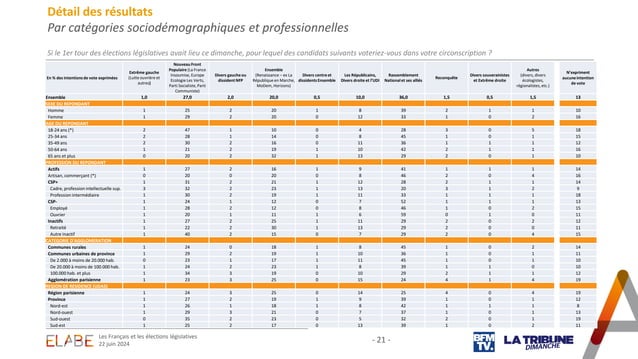 Détail des résultats
Par catégories sociodémographiques et professionnelles
Si le 1er tour des élections législatives avait lieu ce dimanche, pour lequel des candidats suivants voteriez-vous dans votre circonscription ?
En % des intentions de vote exprimées
Extrême gauche (Lutte ouvrière et autres)
Nouveau Front Populaire (La France Insoumise, Europe Ecologie Les Verts, Parti Socialiste, Parti Communiste)
Divers gauche ou dissident NFP
Ensemble (Renaissance – ex La République en Marche, MoDem, Horizons)
Divers centre et dissidents Ensemble
Les Républicains, Divers droite et l'UDI
Rassemblement National et ses alliés
Reconquête
Divers souverainistes et Extrême droite
Autres (divers, divers écologistes, régionalistes, etc.)
N'expriment aucune intention de vote
Ensemble 1,0 27,0 2,0 20,0 0,5 10,0 36,0 1,5 0,5 1,5 13
SEXE DU REPONDANT
Homme 1 25 2 20 1 8 39 2 1 1 10
Femme 1 29 2 20 0 12 33 1 0 2 16
AGE DU REPONDANT
18-24 ans (*) 2 47 1 10 0 4 28 3 0 5 18
25-34 ans 2 28 1 14 0 8 45 1 0 1 15
35-49 ans 2 30 2 16 0 11 36 1 1 1 12
50-64 ans 1 21 2 19 1 10 42 2 1 1 16
65 ans et plus 0 20 2 32 1 13 29 2 0 1 10
PROFESSION DU REPONDANT
Actifs 1 27 2 16 1 9 41 1 1 1 14
Artisan, commerçant (*) 0 20 0 20 0 8 46 2 0 4 16
CSP+ 2 31 2 21 1 12 28 2 1 1 14
Cadre, profession intellectuelle sup. 3 32 2 23 1 13 20 3 1 2 9
Profession intermédiaire 1 30 2 19 1 11 33 1 1 1 18
CSP- 1 24 1 12 0 7 52 1 1 1 13
Employé 1 28 2 12 0 8 46 1 0 2 15
Ouvrier 1 20 1 11 1 6 59 0 1 0 11
Inactifs 1 27 2 25 1 11 29 2 0 2 12
Retraité 1 22 2 30 1 13 29 2 0 0 11
Autre inactif 1 40 2 15 0 7 29 2 0 4 15
CATEGORIE D'AGGLOMERATION
Communes rurales 1 24 0 18 1 8 45 1 0 2 14
Communes urbaines de province 1 29 2 19 1 10 36 1 0 1 11
De 2.000 à moins de 20.000 hab. 0 23 1 17 1 11 45 1 0 1 10
De 20.000 à moins de 100.000 hab. 1 24 2 23 1 8 39 1 1 0 10
100.000 hab. et plus 2 34 3 19 0 10 29 2 1 1 12
Agglomération parisienne 1 23 3 25 0 15 24 4 1 4 19
REGION DE RESIDENCE (UDA5)
Région parisienne 1 24 3 25 0 14 25 4 0 4 19
Province 1 27 2 19 1 9 39 1 0 1 12
Nord-est 1 26 1 18 1 8 42 1 1 1 8
Nord-ouest 1 29 3 21 0 7 37 1 0 1 13
Sud-ouest 0 35 2 23 0 5 32 2 0 1 19
Sud-est 1 25 2 17 0 13 39 1 0 2 11
ELABE
Les Français et les élections législatives
22 juin 2024
- 21 -
BFM
TV.
LA TRIBUNE
DIMANCHE